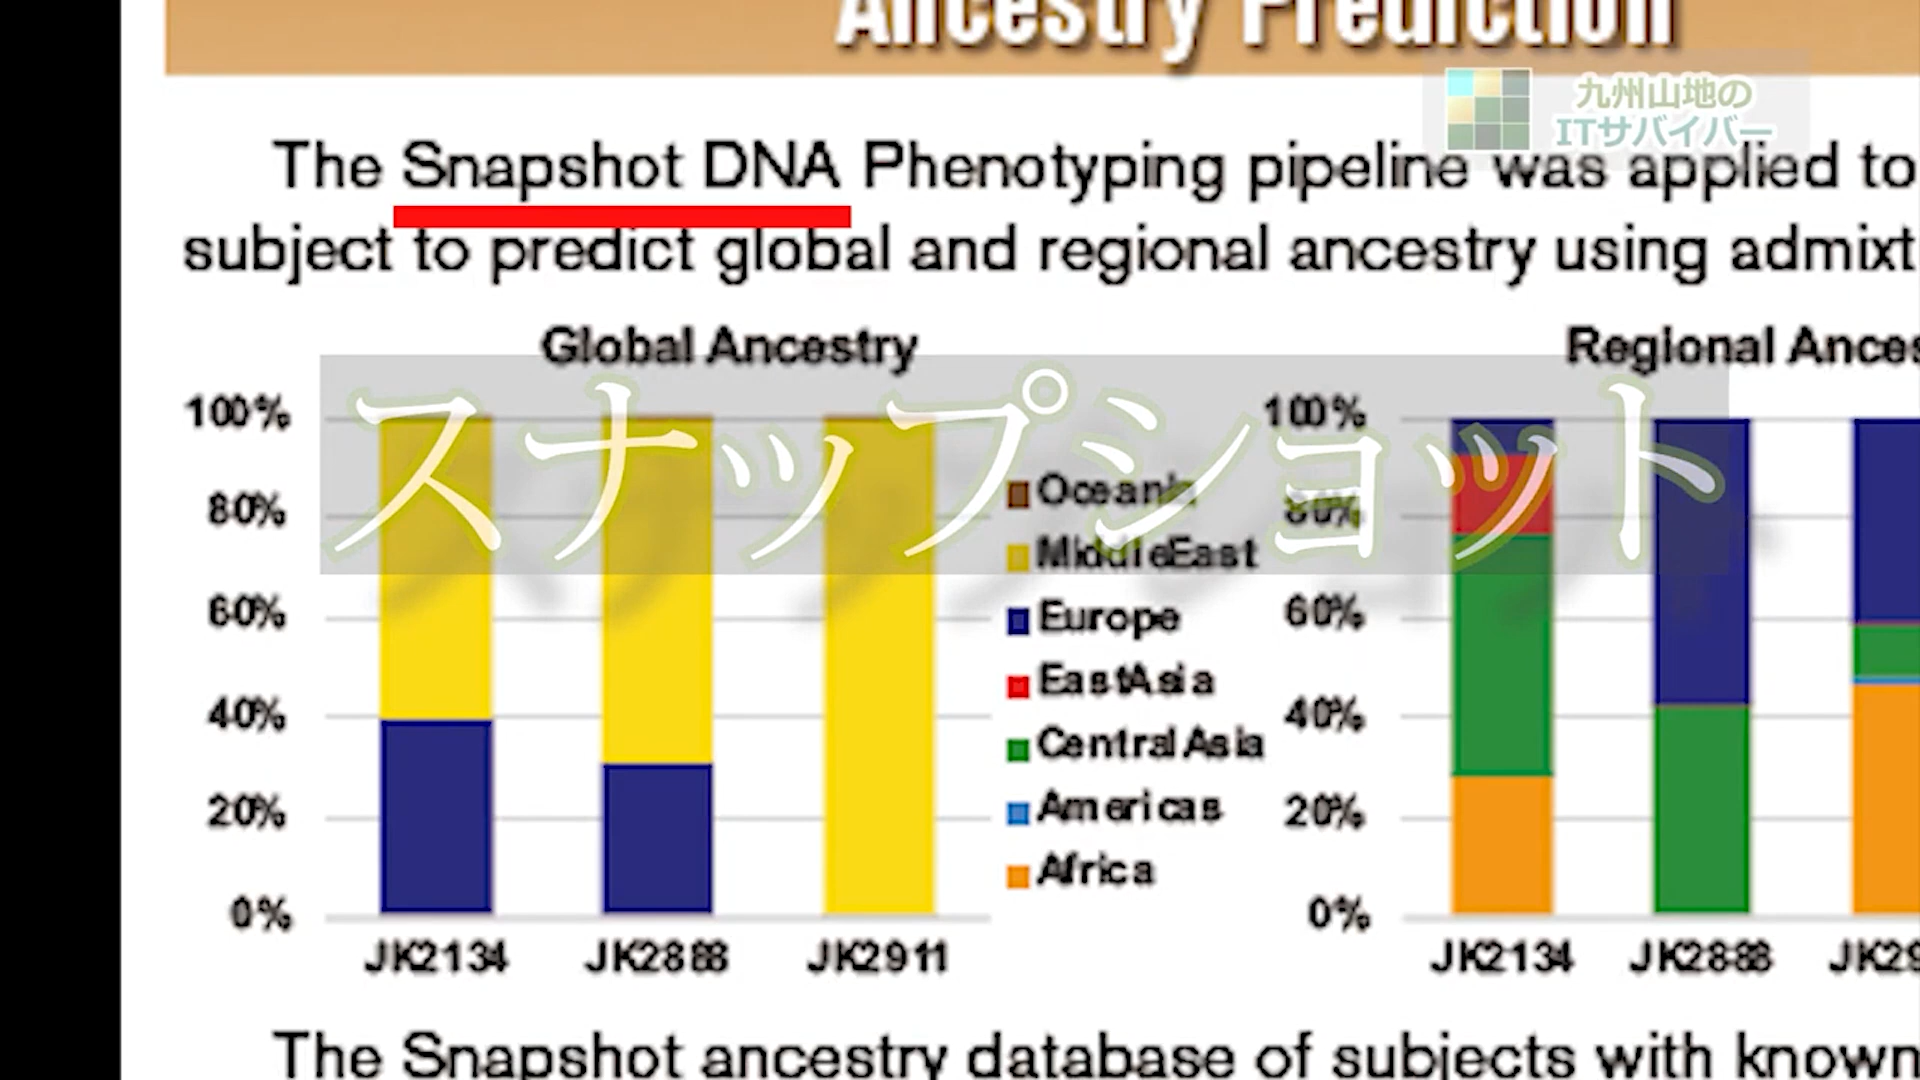 Ancestry Prediction
九州山地の
ITサバイバー
The Snapshot DNA Phenotyping pipeline was applied to
subject to predict global and regional ancestry using admixt
Global Ancestry
Regional Ances
スナップショット
100%
80%
60%
40%
20%
0%
JK2134
JK2888
JK2911
Oceania
MiddleEast
Europe
EastAsia
CentralAsia
Americas
Africa
100%
80%
60%
40%
20%
0%
JK2134
JK2888
JK29
The Snapshot ancestry database of subjects with known